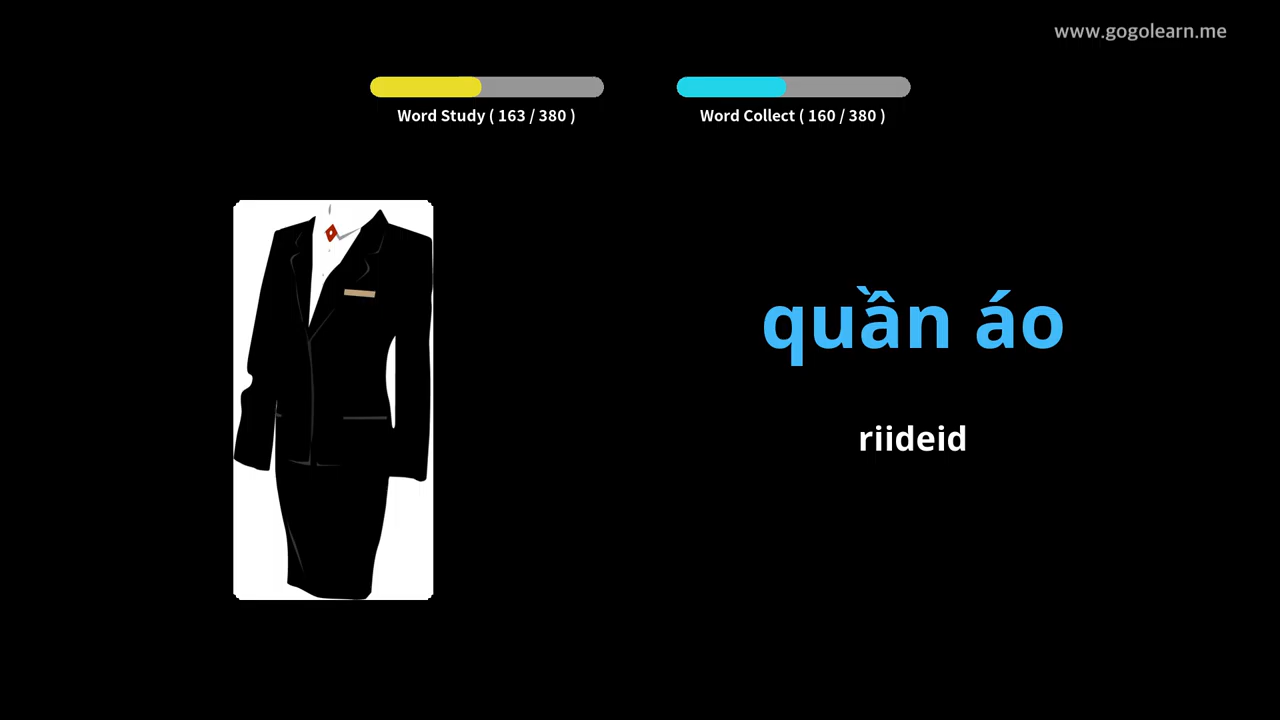 www.gogolearn.me
Word Study ( 163 / 380 )
Word Collect ( 160 / 380 )
quần áo
riideid